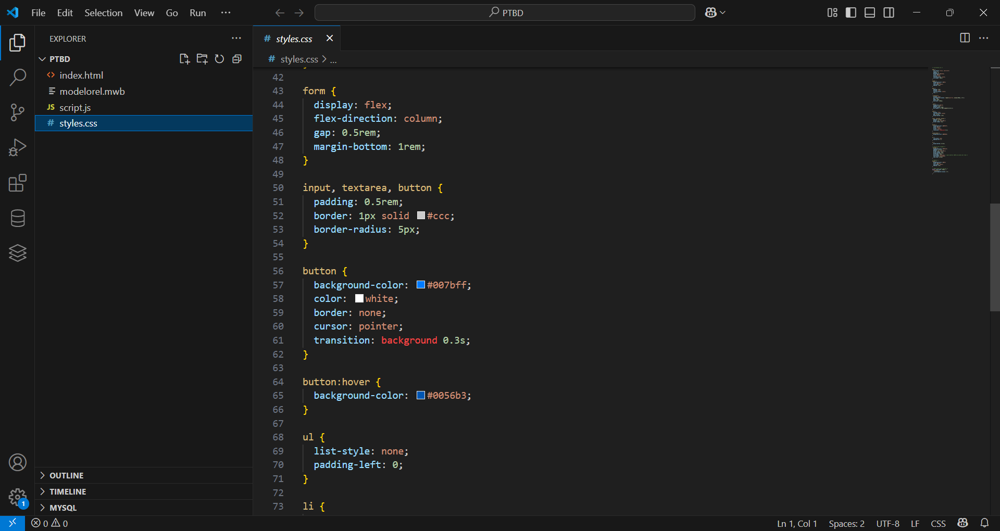 File Edit Selection View Go Run ···
PTBD
EXPLORER ···
PTBD
index.html
modelorel.mwb
JS script.js
# styles.css
# styles.css
# styles.css > ...
42
43 form {
44 display: flex;
45 flex-direction: column;
46 gap: 0.5rem;
47 margin-bottom: 1rem;
48 }
49
50 input, textarea, button {
51 padding: 0.5rem;
52 border: 1px solid #ccc;
53 border-radius: 5px;
54 }
55
56 button {
57 background-color: #007bff;
58 color: white;
59 border: none;
60 cursor: pointer;
61 transition: background 0.3s;
62 }
63
64 button:hover {
65 background-color: #0056b3;
66 }
67
68 ul {
69 list-style: none;
70 padding-left: 0;
71 }
72
73 li {
OUTLINE
TIMELINE
MYSQL
1
0 0
Ln 1, Col 1 Spaces: 2 UTF-8 LF CSS